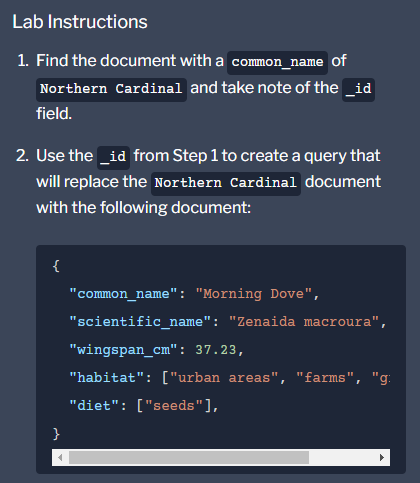 Lab Instructions
1. Find the document with a common_name of
Northern Cardinal and take note of the _id
field.
2. Use the _id from Step 1 to create a query that
will replace the Northern Cardinal document
with the following document:
{
"common_name": "Morning Dove",
"scientific_name": "Zenaida macroura",
"wingspan_cm": 37.23,
"habitat": ["urban areas", "farms", "g
"diet": ["seeds"],
}